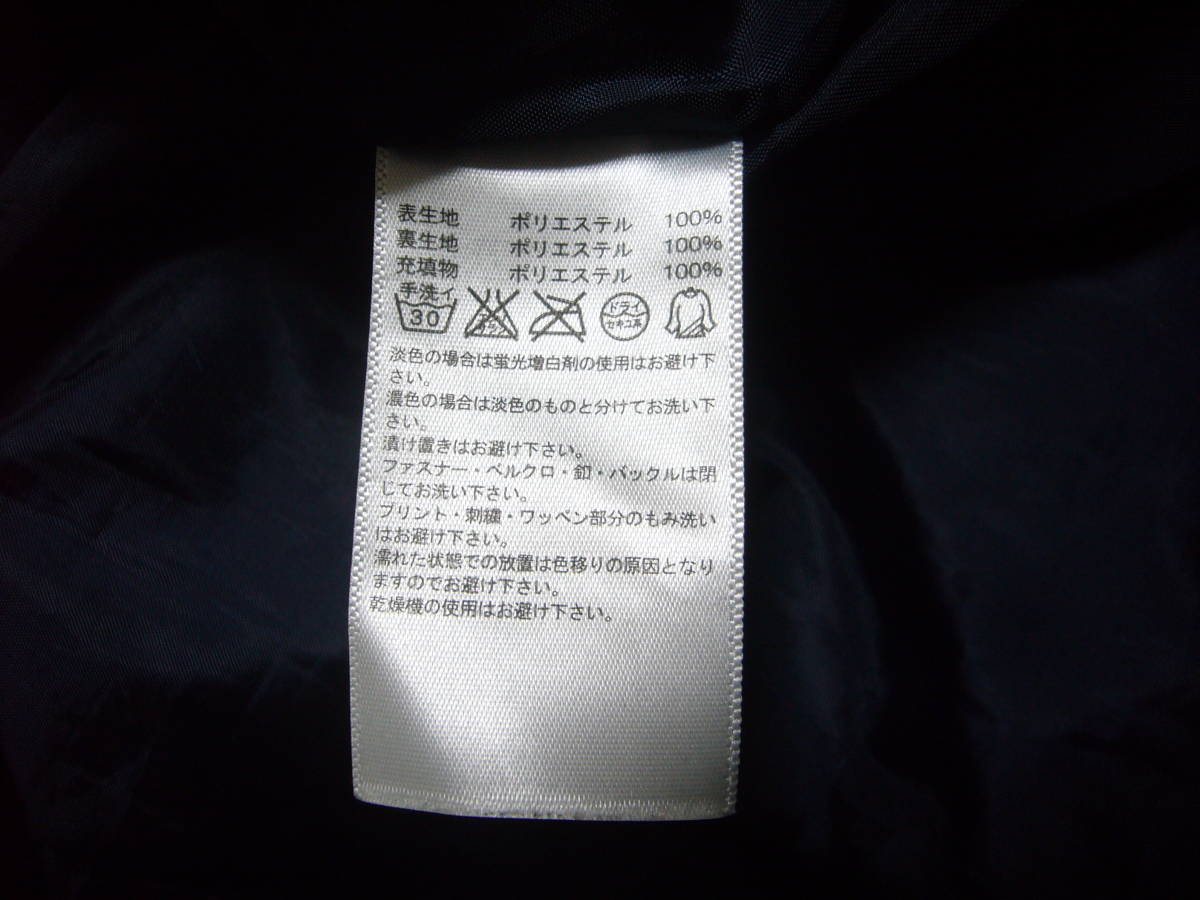 表生地 ポリエステル 100%
裏生地 ポリエステル 100%
充填物 ポリエステル 100%
手洗イ
30
ドライ
セキユ系
淡色の場合は蛍光増白剤の使用はお避け下
さい。
濃色の場合は淡色のものと分けてお洗い下
さい。
漬け置きはお避け下さい。
ファスナー・ベルクロ・釦・バックルは閉
じてお洗い下さい。
プリント・刺繍・ワッペン部分のもみ洗い
はお避け下さい。
濡れた状態での放置は色移りの原因となり
ますのでお避け下さい。
乾燥機の使用はお避け下さい。